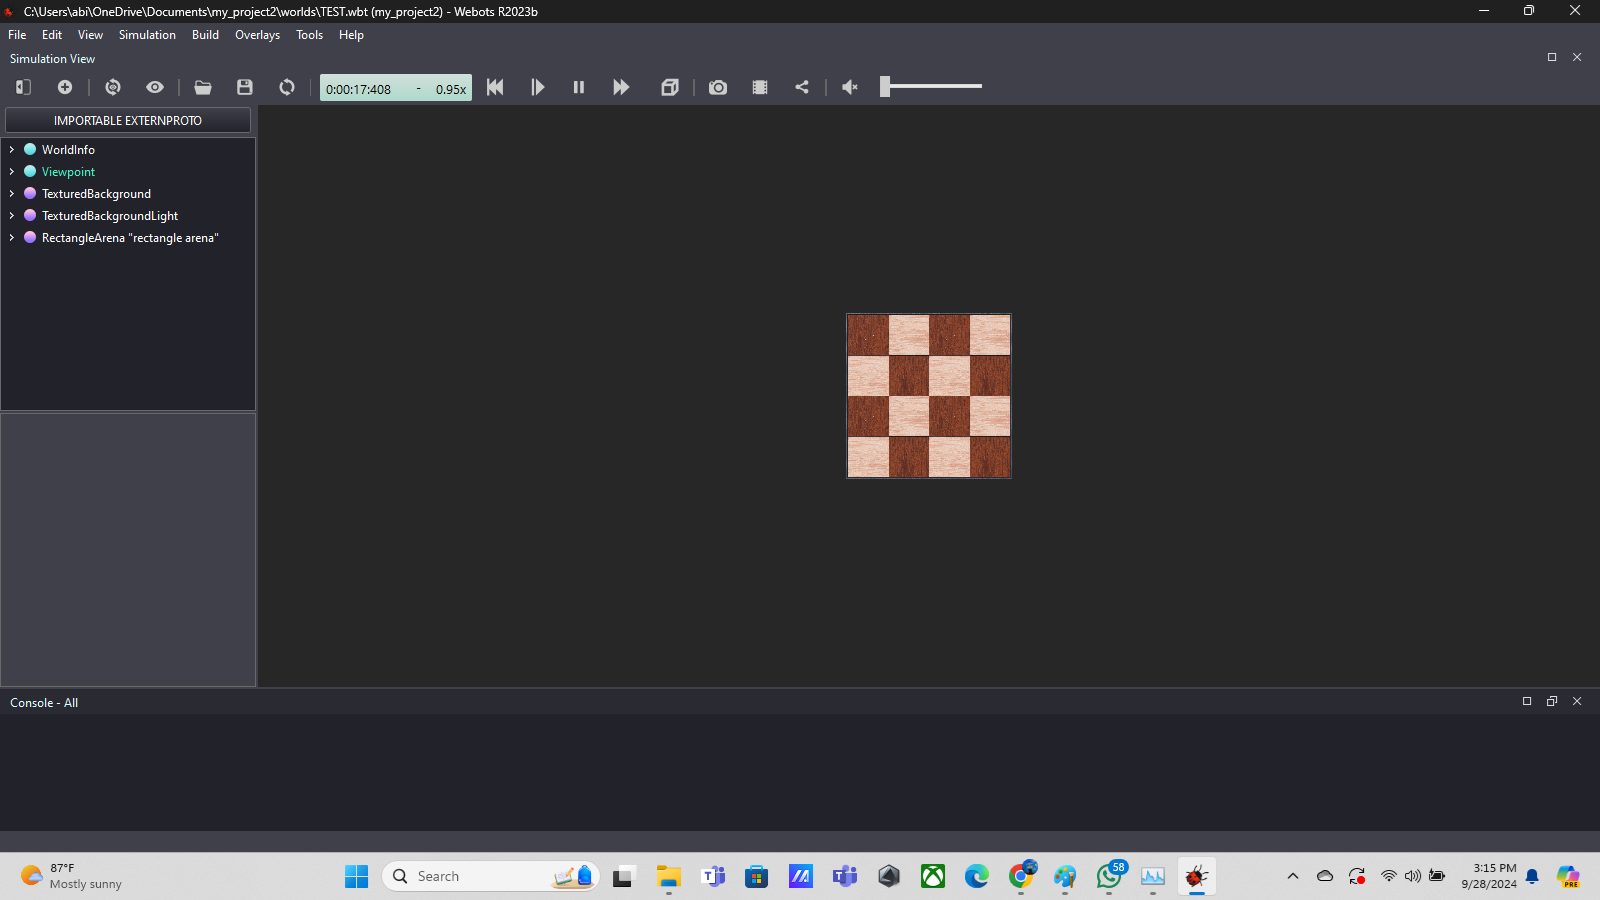 C:\Users\abi\OneDrive\Documents\my_project2\worlds\TEST.wbt (my_project2) - Webots R2023b
File Edit View Simulation Build Overlays Tools Help
Simulation View
0:00:17:408 - 0.95x
IMPORTABLE EXTERNPROTO
WorldInfo
Viewpoint
TexturedBackground
TexturedBackgroundLight
RectangleArena "rectangle arena"
Console - All
87°F
Mostly sunny
Search
58
3:15 PM
9/28/2024
PRE